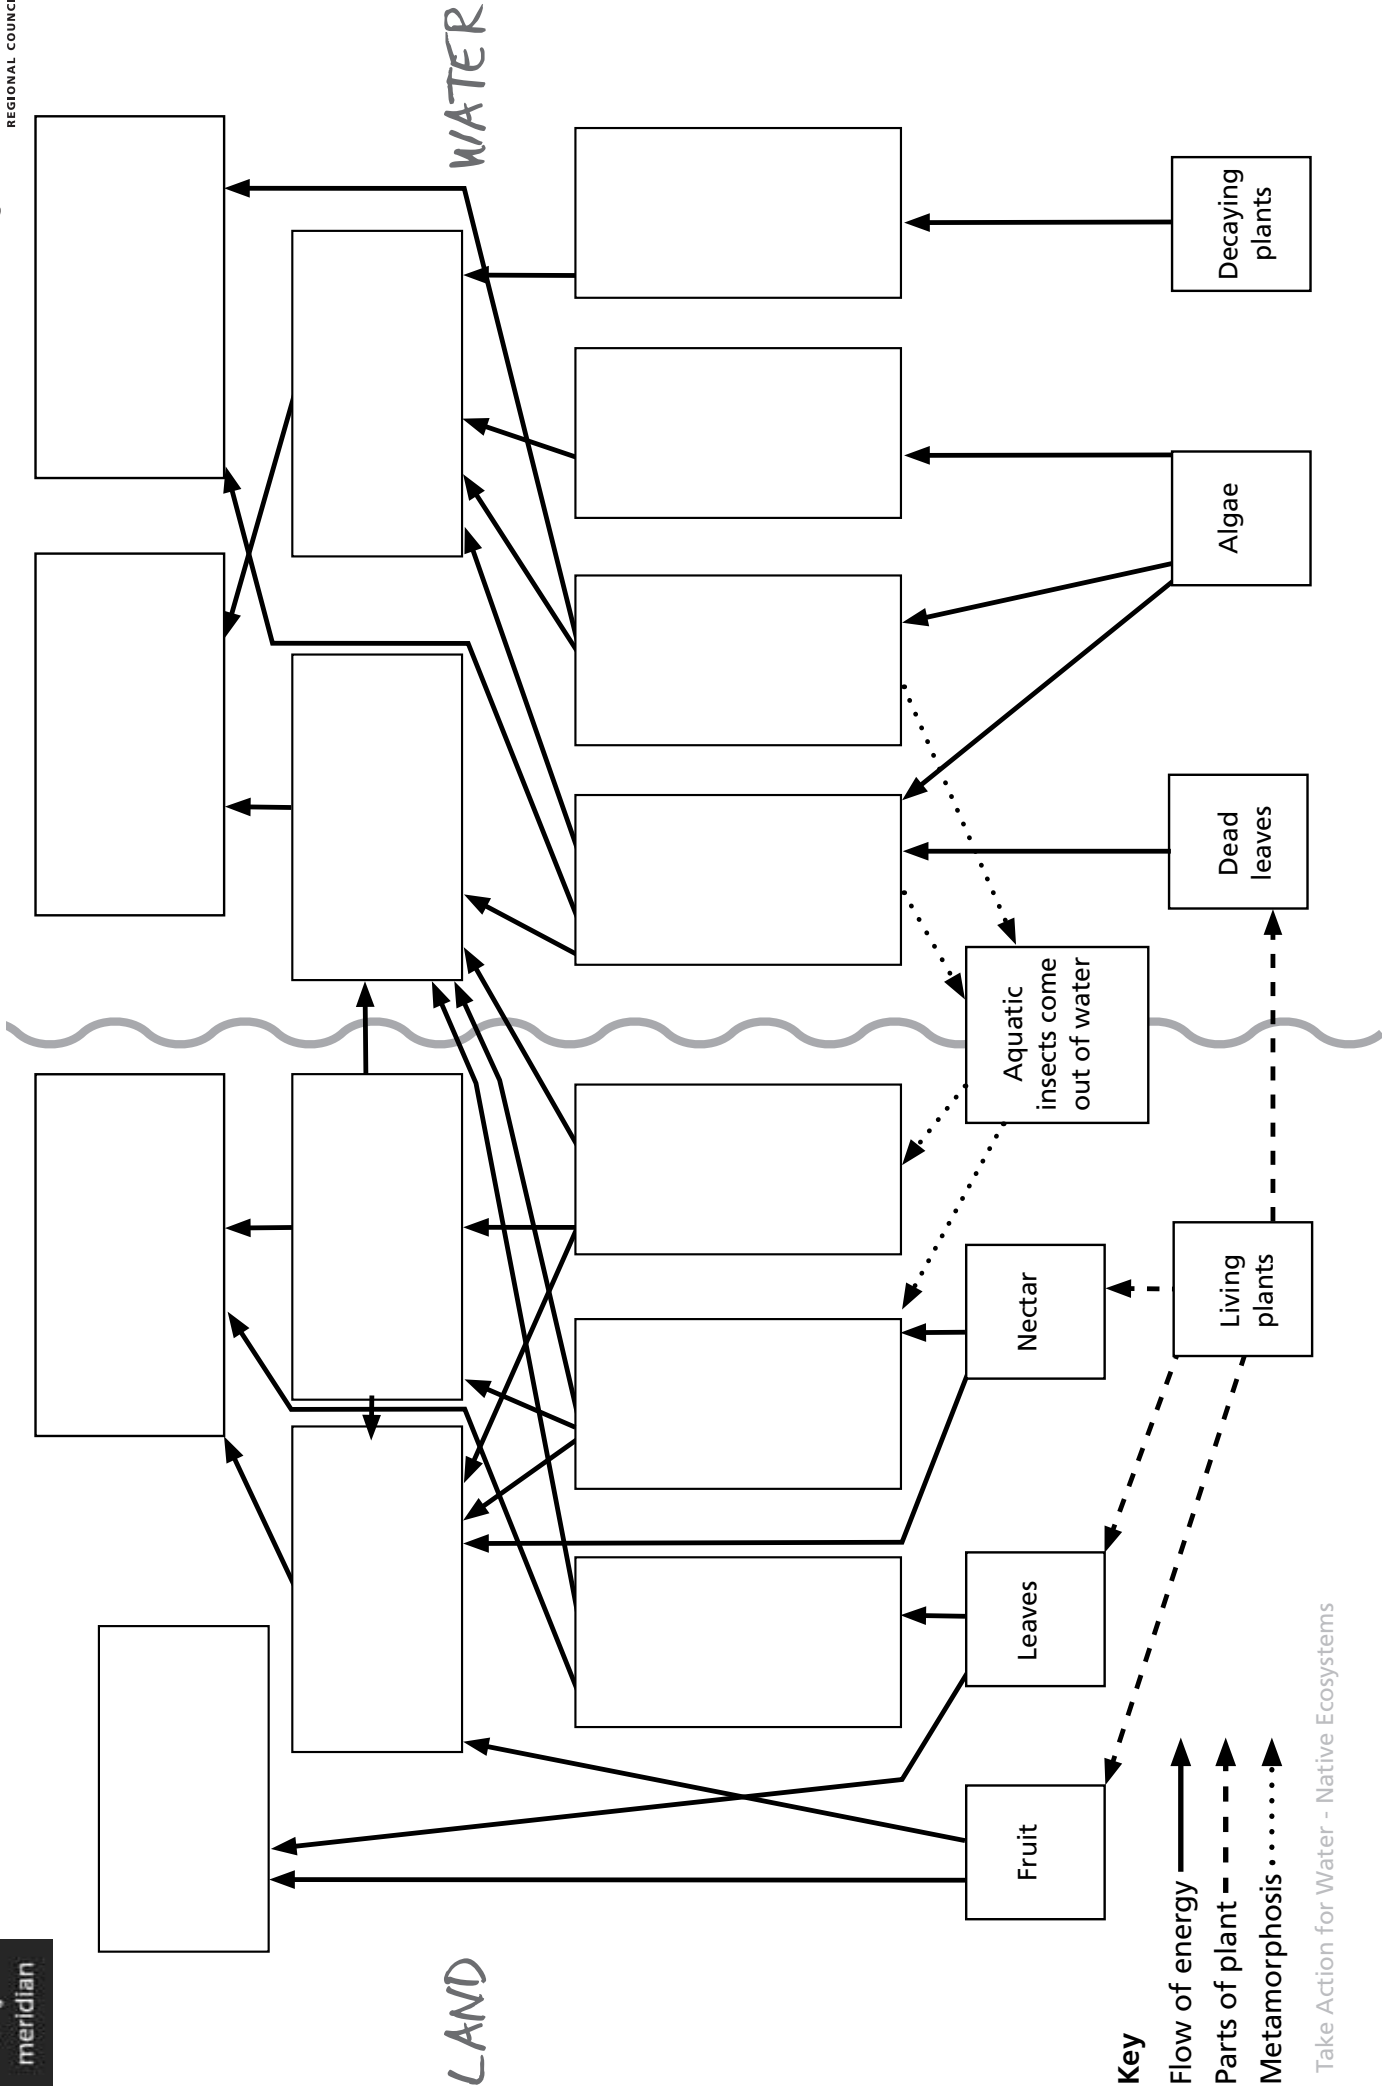 REGIONAL COUNCIL
meridian
LAND
WATER
Fruit
Leaves
Nectar
Aquatic
insects come
out of water
Living
plants
Dead
leaves
Algae
Decaying
plants
Key
Flow of energy
Parts of plant
Metamorphosis
Take Action for Water - Native Ecosystems